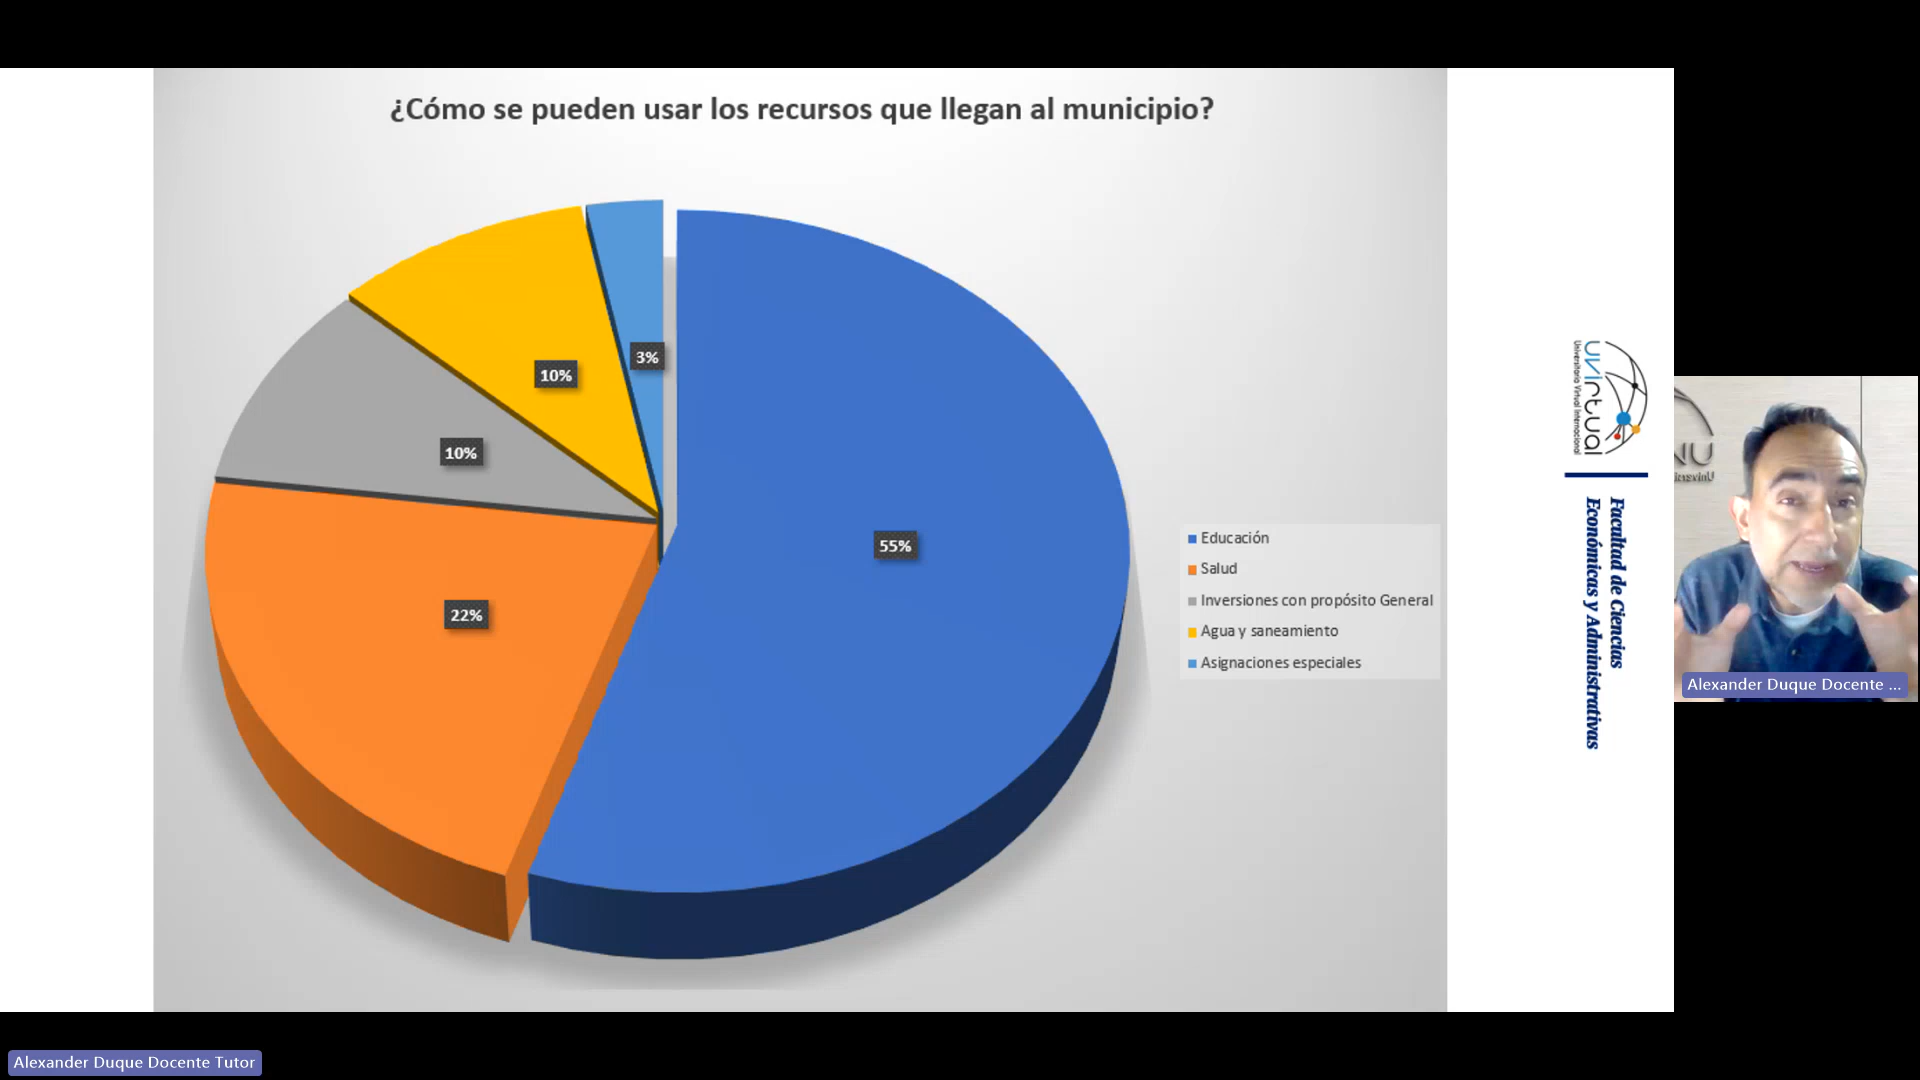 ¿Cómo se pueden usar los recursos que llegan al municipio?
3%
10%
10%
55%
22%
Educación
Salud
Inversiones con propósito General
Agua y saneamiento
Asignaciones especiales
uvirtual
Universitaria Virtual Internacional
Facultad de Ciencias
Económicas y Administrativas
Alexander Duque Docente ...
Alexander Duque Docente Tutor